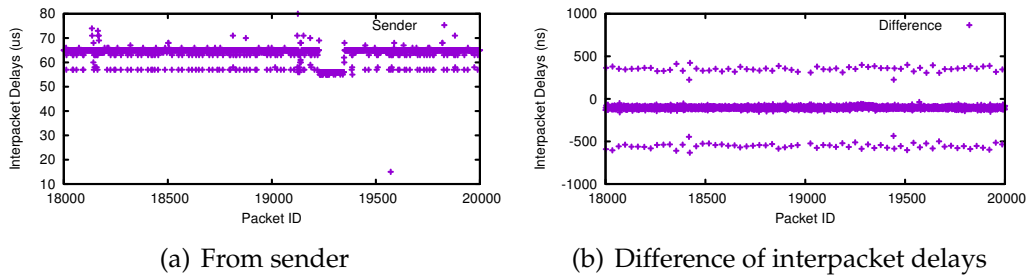 80
70
60
50
40
30
20
10
Interpacket Delays (us)
Sender
18000 18500 19000 19500 20000
Packet ID
(a) From sender
1000
500
0
-500
-1000
Interpacket Delays (ns)
Difference
18000 18500 19000 19500 20000
Packet ID
(b) Difference of interpacket delays